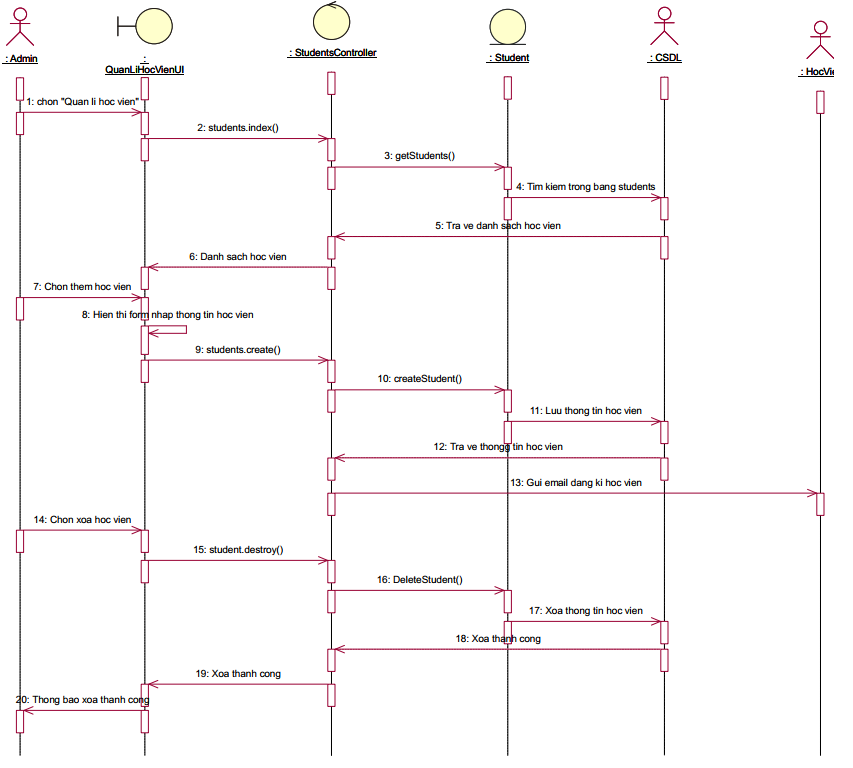 : Admin
:
QuanLiHocVienUI
: StudentsController
: Student
: CSDL
: HocVie
1: chon "Quan li hoc vien"
2: students.index()
3: getStudents()
4: Tim kiem trong bang students
5: Tra ve danh sach hoc vien
6: Danh sach hoc vien
7: Chon them hoc vien
8: Hien thi form nhap thong tin hoc vien
9: students.create()
10: createStudent()
11: Luu thong tin hoc vien
12: Tra ve thongg tin hoc vien
13: Gui email dang ki hoc vien
14: Chon xoa hoc vien
15: student.destroy()
16: DeleteStudent()
17: Xoa thong tin hoc vien
18: Xoa thanh cong
19: Xoa thanh cong
20: Thong bao xoa thanh cong